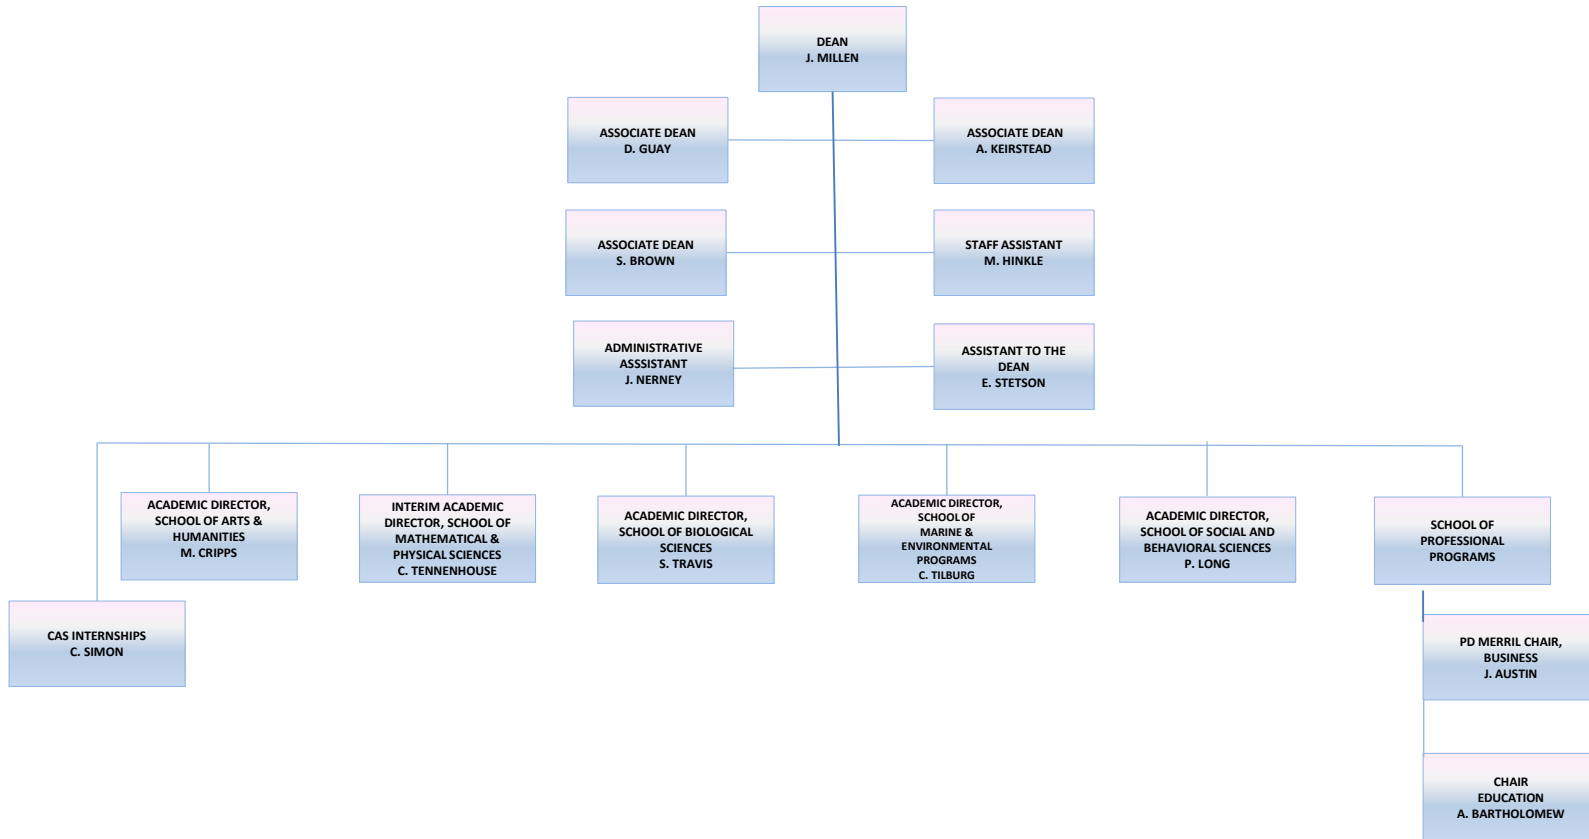 DEAN
J. MILLEN
ASSOCIATE DEAN
D. GUAY
ASSOCIATE DEAN
A. KEIRSTEAD
ASSOCIATE DEAN
S. BROWN
STAFF ASSISTANT
M. HINKLE
ADMINISTRATIVE
ASSSISTANT
J. NERNEY
ASSISTANT TO THE
DEAN
E. STETSON
ACADEMIC DIRECTOR,
SCHOOL OF ARTS &
HUMANITIES
M. CRIPPS
INTERIM ACADEMIC
DIRECTOR, SCHOOL OF
MATHEMATICAL &
PHYSICAL SCIENCES
C. TENNENHOUSE
ACADEMIC DIRECTOR,
SCHOOL OF BIOLOGICAL
SCIENCES
S. TRAVIS
ACADEMIC DIRECTOR,
SCHOOL OF
MARINE &
ENVIRONMENTAL
PROGRAMS
C. TILBURG
ACADEMIC DIRECTOR,
SCHOOL OF SOCIAL AND
BEHAVIORAL SCIENCES
P. LONG
SCHOOL OF
PROFESSIONAL
PROGRAMS
CAS INTERNSHIPS
C. SIMON
PD MERRIL CHAIR,
BUSINESS
J. AUSTIN
CHAIR
EDUCATION
A. BARTHOLOMEW